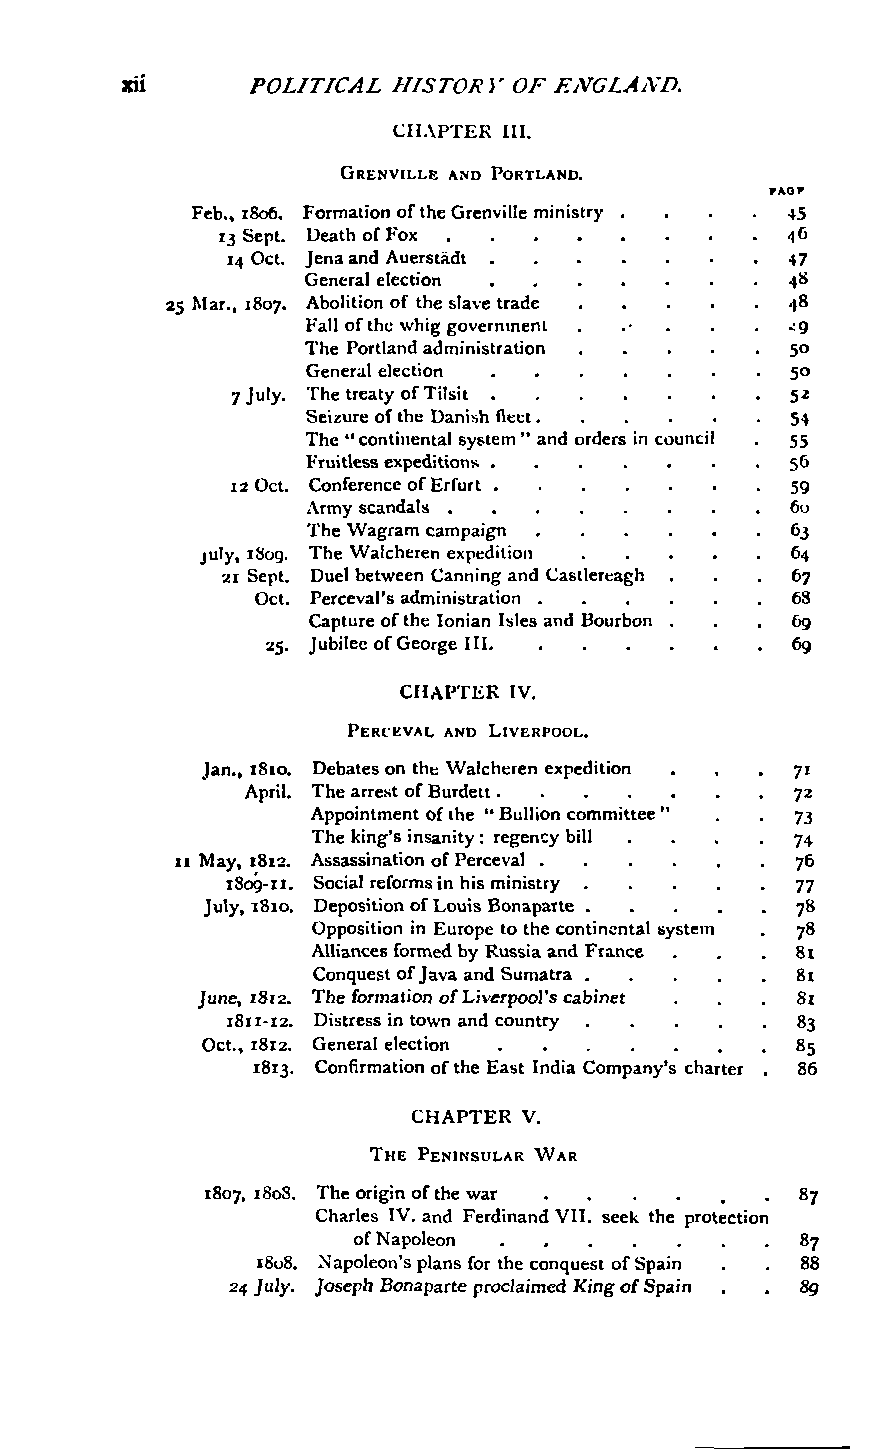 xii POLITICAL HISTORY OF ENGLAND.
CHAPTER III.
GRENVILLE AND PORTLAND.
PAGE
Feb., 1806. Formation of the Grenville ministry . . . . 45
13 Sept. Death of Fox . . . . . . . . 46
14 Oct. Jena and Auerstädt . . . . . . . 47
General election . . . . . . . 48
25 Mar., 1807. Abolition of the slave trade . . . . . 48
Fall of the whig government . . . . . 49
The Portland administration . . . . . 50
General election . . . . . . . 50
7 July. The treaty of Tilsit . . . . . . . 52
Seizure of the Danish fleet . . . . . . 54
The "continental system" and orders in council . 55
Fruitless expeditions . . . . . . . 56
12 Oct. Conference of Erfurt . . . . . . . 59
Army scandals . . . . . . . . 60
The Wagram campaign . . . . . . 63
July, 1809. The Walcheren expedition . . . . . 64
21 Sept. Duel between Canning and Castlereagh . . . 67
Oct. Perceval's administration . . . . . . 68
Capture of the Ionian Isles and Bourbon . . . 69
25. Jubilee of George III. . . . . . . 69
CHAPTER IV.
PERCEVAL AND LIVERPOOL.
Jan., 1810. Debates on the Walcheren expedition . . . 71
April. The arrest of Burdett . . . . . . . 72
Appointment of the "Bullion committee" . . 73
The king's insanity: regency bill . . . . 74
11 May, 1812. Assassination of Perceval . . . . . . 76
1809-11. Social reforms in his ministry . . . . . 77
July, 1810. Deposition of Louis Bonaparte . . . . . 78
Opposition in Europe to the continental system . 78
Alliances formed by Russia and France . . . 81
Conquest of Java and Sumatra . . . . . 81
June, 1812. The formation of Liverpool's cabinet . . . 81
1811-12. Distress in town and country . . . . . 83
Oct., 1812. General election . . . . . . . 85
1813. Confirmation of the East India Company's charter . 86
CHAPTER V.
THE PENINSULAR WAR
1807, 1808. The origin of the war . . . . . . 87
Charles IV. and Ferdinand VII. seek the protection
of Napoleon . . . . . . . 87
1808. Napoleon's plans for the conquest of Spain . . 88
24 July. Joseph Bonaparte proclaimed King of Spain . . 89